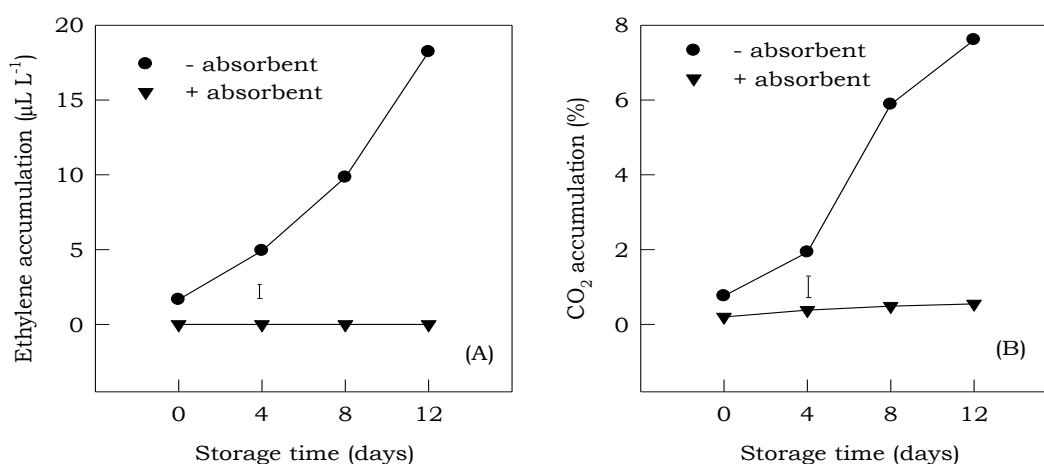 20
15
10
5
0
Ethylene accumulation (µL L⁻¹)
- absorbent
+ absorbent
(A)
0 4 8 12
Storage time (days)
8
6
4
2
0
CO₂ accumulation (%)
- absorbent
+ absorbent
(B)
0 4 8 12
Storage time (days)